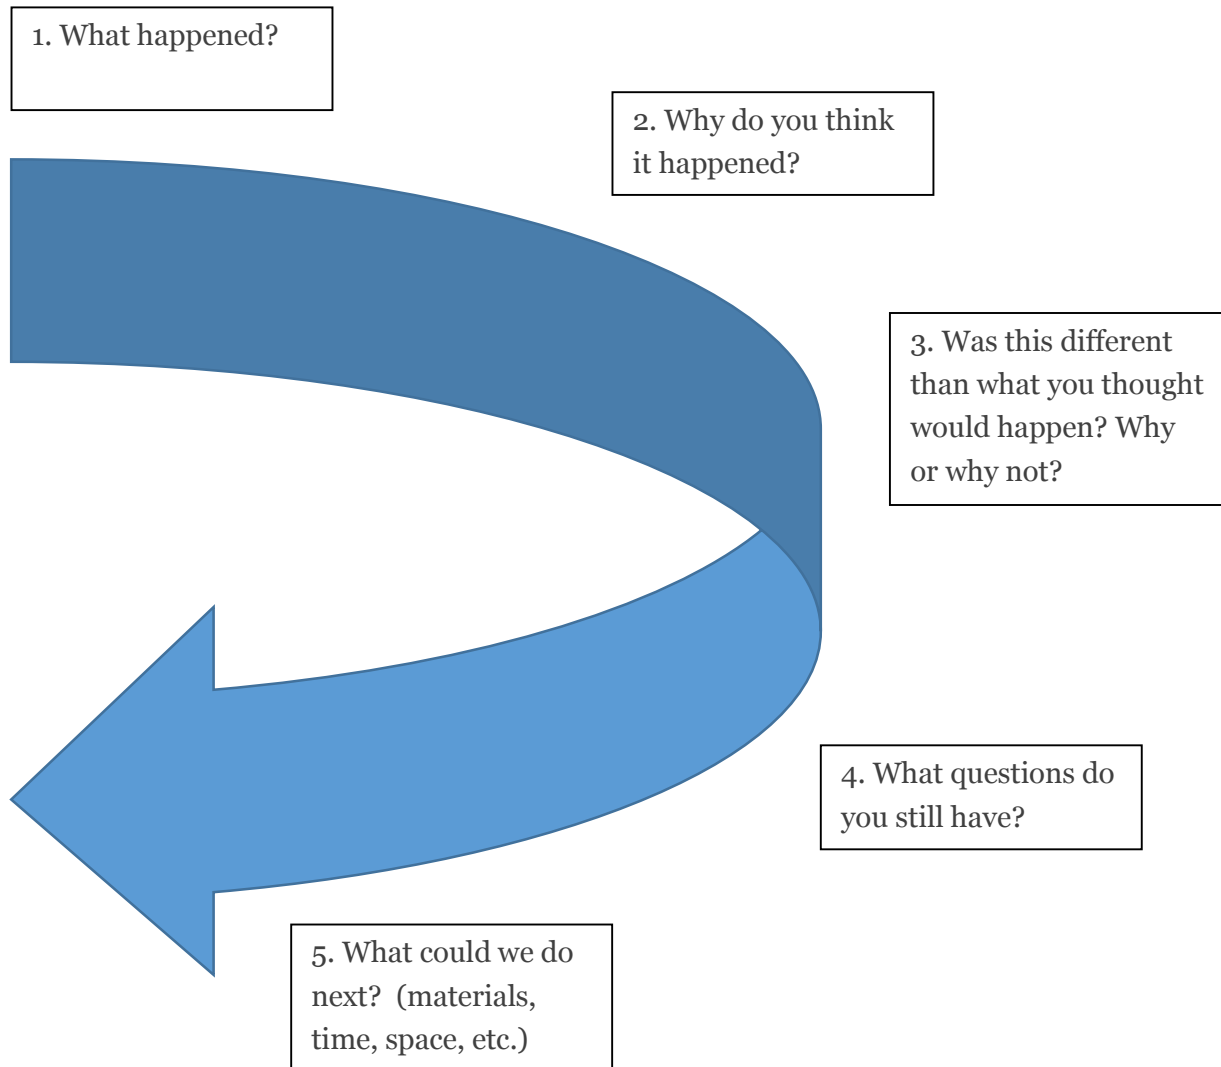 1. What happened?
2. Why do you think
it happened?
3. Was this different
than what you thought
would happen? Why
or why not?
4. What questions do
you still have?
5. What could we do
next?  (materials,
time, space, etc.)